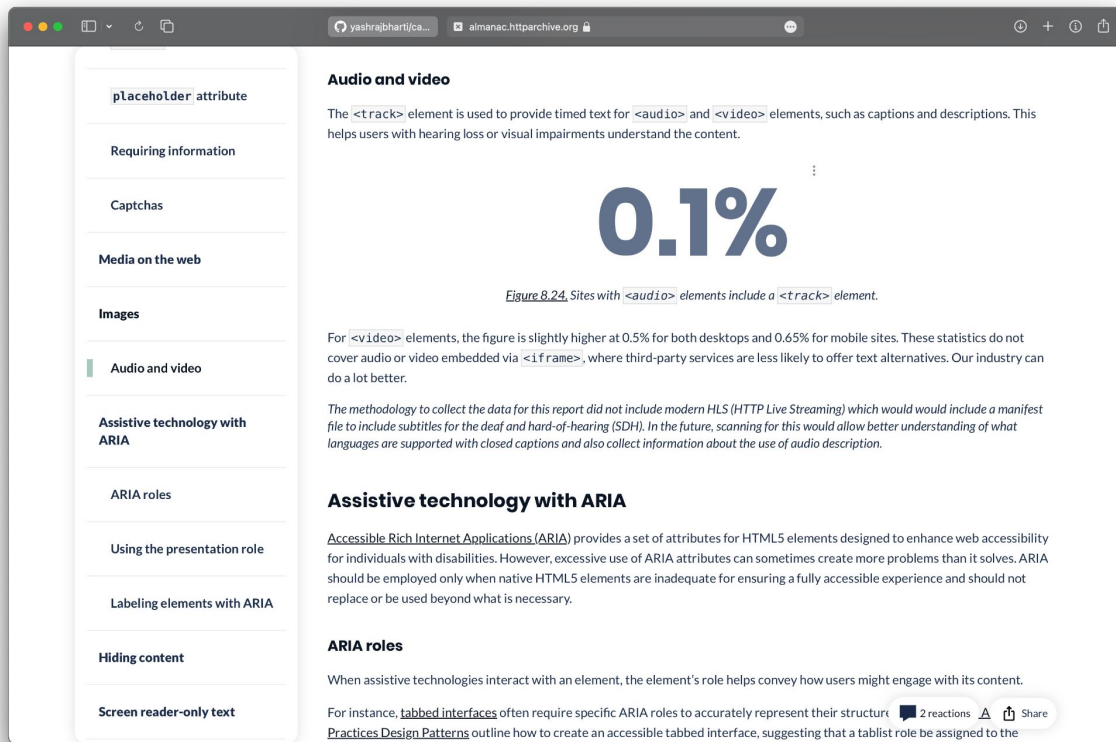 yashrajbharti/ca...
almanac.httparchive.org
placeholder attribute
Requiring information
Captchas
Media on the web
Images
Audio and video
Assistive technology with
ARIA
ARIA roles
Using the presentation role
Labeling elements with ARIA
Hiding content
Screen reader-only text
Audio and video
The <track> element is used to provide timed text for <audio> and <video> elements, such as captions and descriptions. This
helps users with hearing loss or visual impairments understand the content.
0.1%
Figure 8.24. Sites with <audio> elements include a <track> element.
For <video> elements, the figure is slightly higher at 0.5% for both desktops and 0.65% for mobile sites. These statistics do not
cover audio or video embedded via <iframe>, where third-party services are less likely to offer text alternatives. Our industry can
do a lot better.
The methodology to collect the data for this report did not include modern HLS (HTTP Live Streaming) which would would include a manifest
file to include subtitles for the deaf and hard-of-hearing (SDH). In the future, scanning for this would allow better understanding of what
languages are supported with closed captions and also collect information about the use of audio description.
Assistive technology with ARIA
Accessible Rich Internet Applications (ARIA) provides a set of attributes for HTML5 elements designed to enhance web accessibility
for individuals with disabilities. However, excessive use of ARIA attributes can sometimes create more problems than it solves. ARIA
should be employed only when native HTML5 elements are inadequate for ensuring a fully accessible experience and should not
replace or be used beyond what is necessary.
ARIA roles
When assistive technologies interact with an element, the element's role helps convey how users might engage with its content.
For instance, tabbed interfaces often require specific ARIA roles to accurately represent their structure
2 reactions
A
Share
Practices Design Patterns outline how to create an accessible tabbed interface, suggesting that a tablist role be assigned to the